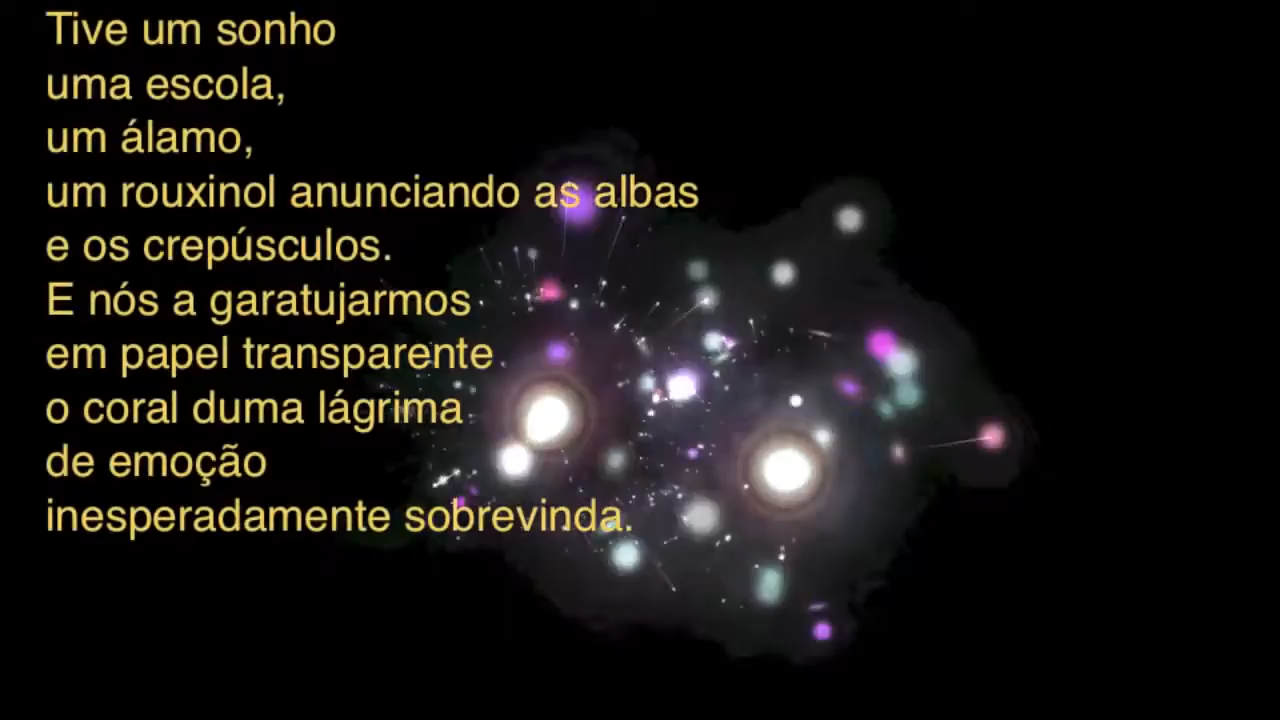 Tive um sonho
uma escola,
um álamo,
um rouxinol anunciando as albas
e os crepúsculos.
E nós a garatujarmos
em papel transparente
o coral duma lágrima
de emoção
inesperadamente sobrevinda.